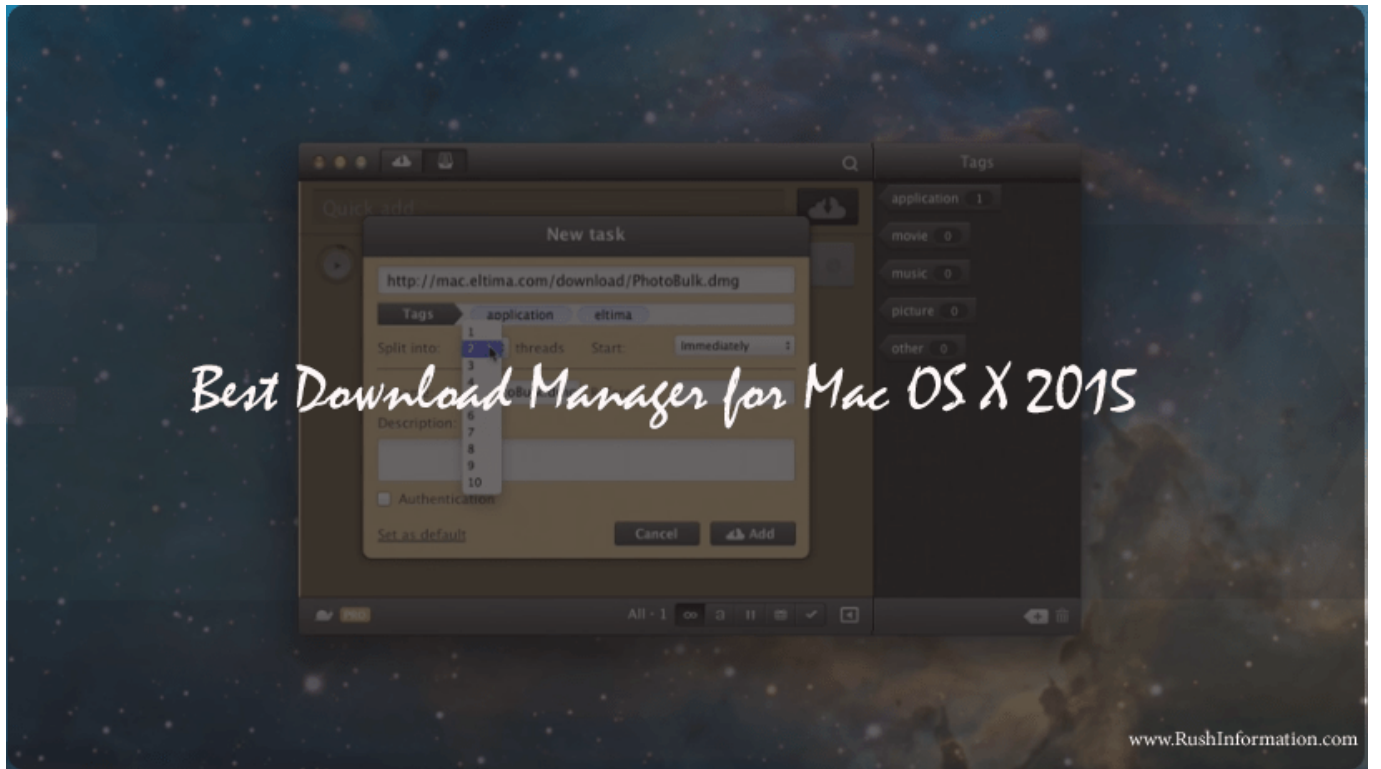 Tags
Quick add
application 1
New task
movie 0
http://mac.eltima.com/download/PhotoBulk.dmg
music 0
Tags application eltima
picture 0
1
Split into: 2 threads Start: Immediately
other 0
3
4
Best Download Manager for Mac OS X 2015
6
Description:
7
8
9
10
Authentication
Set as default Cancel Add
PRO All - 1
www.RushInformation.com